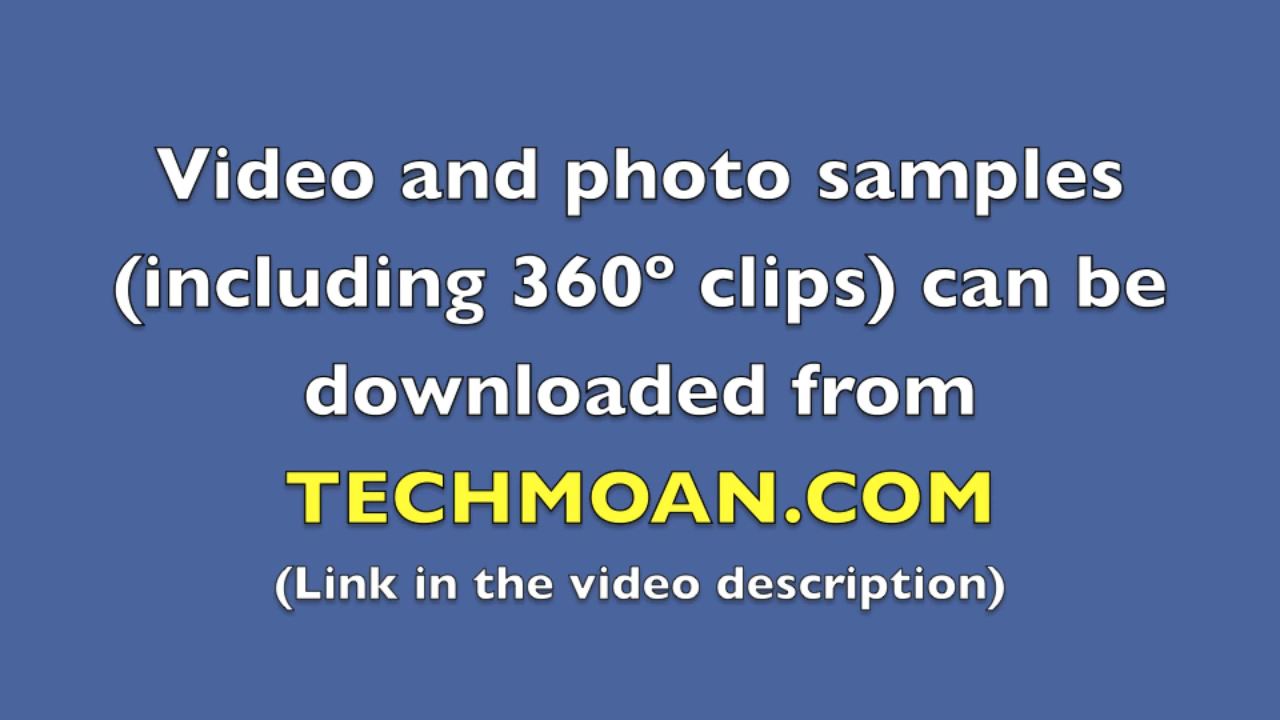 Video and photo samples
(including 360º clips) can be
downloaded from
TECHMOAN.COM
(Link in the video description)